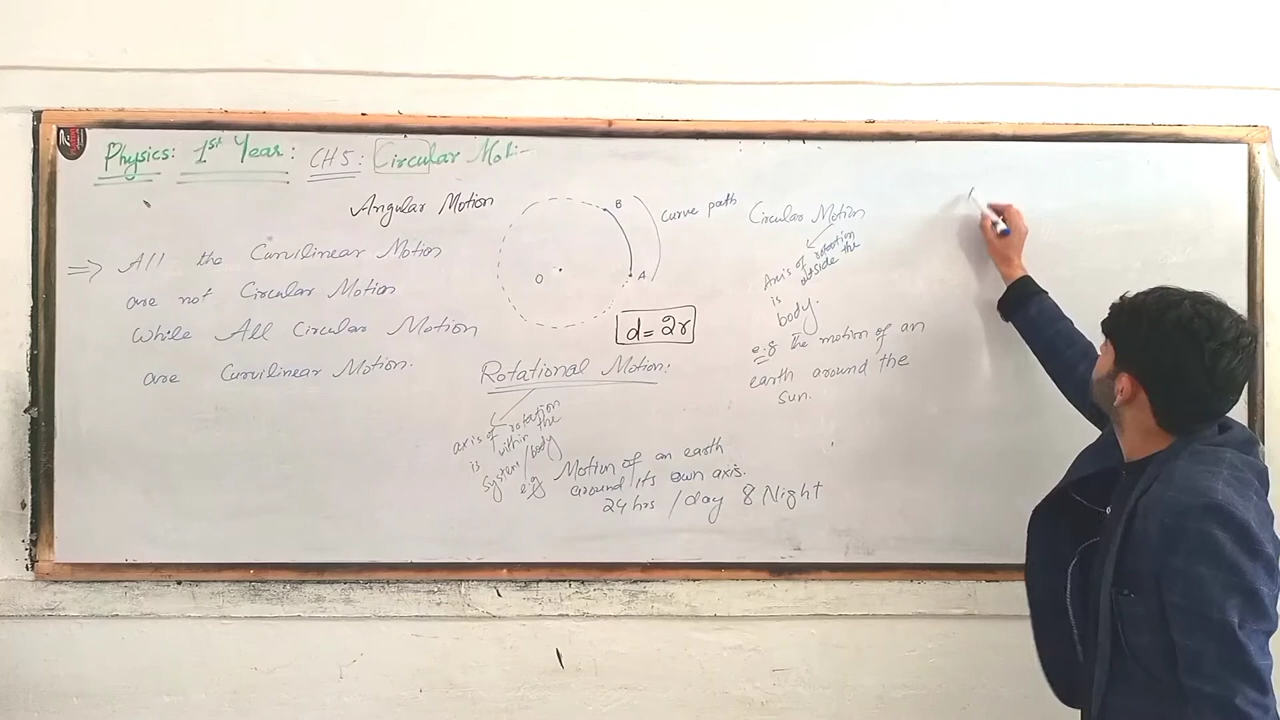 Physics: 1st Year: CH5: Circular Moti-
Angular Motion
⇒ All the Curvilinear Motion
are not Circular Motion
While All Circular Motion
are Curvilinear Motion.
B
A
O
curve path
d = 2r
Rotational Motion:
axis of rotation
is within the
system/body
e.g Motion of an earth
around its own axis.
24 hrs / day & Night
Circular Motion
Axis of rotation
is outside the
body.
e.g The motion of an
earth around the
sun.